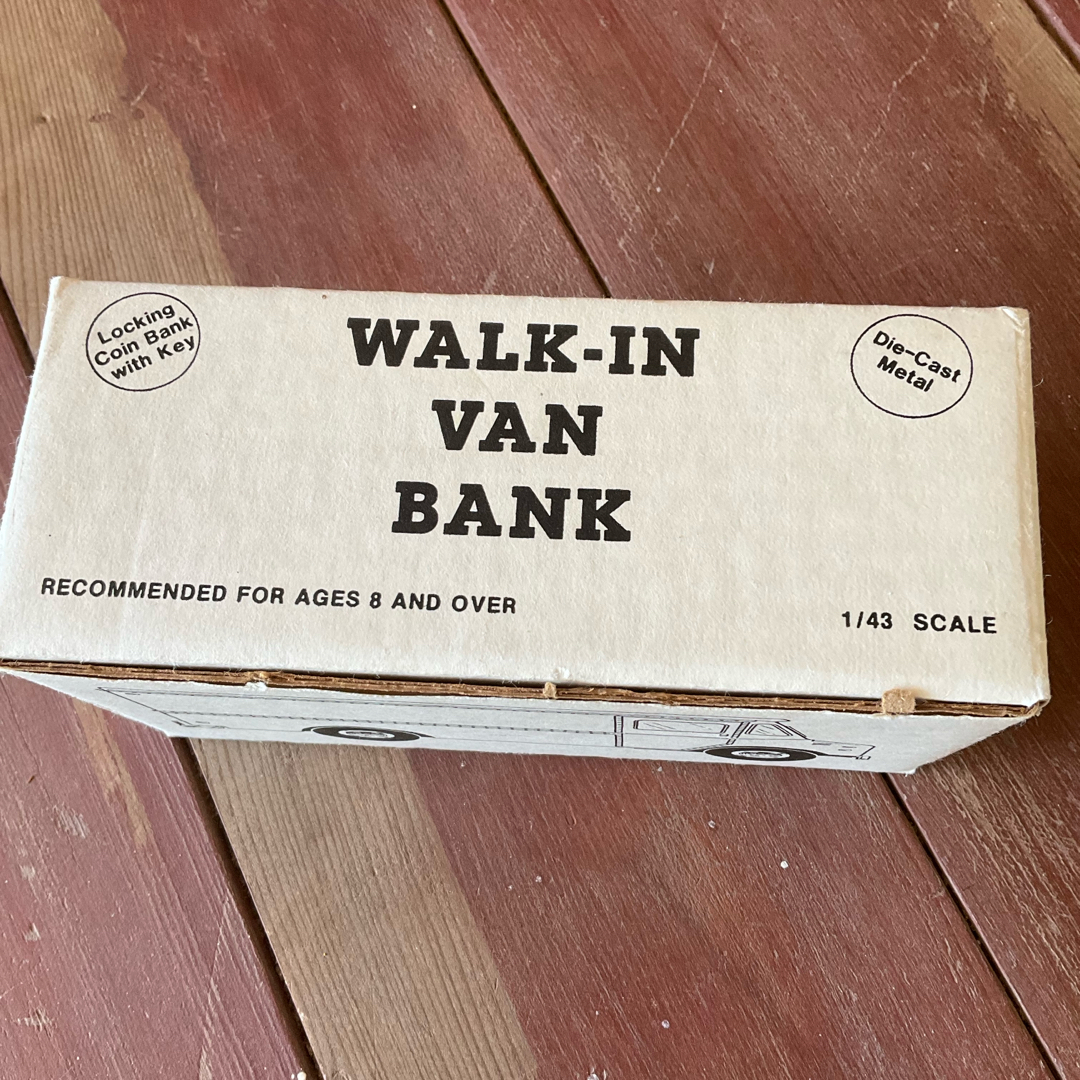 Locking
Coin Bank
with Key
WALK-IN
VAN
BANK
Die-Cast
Metal
RECOMMENDED FOR AGES 8 AND OVER
1/43 SCALE